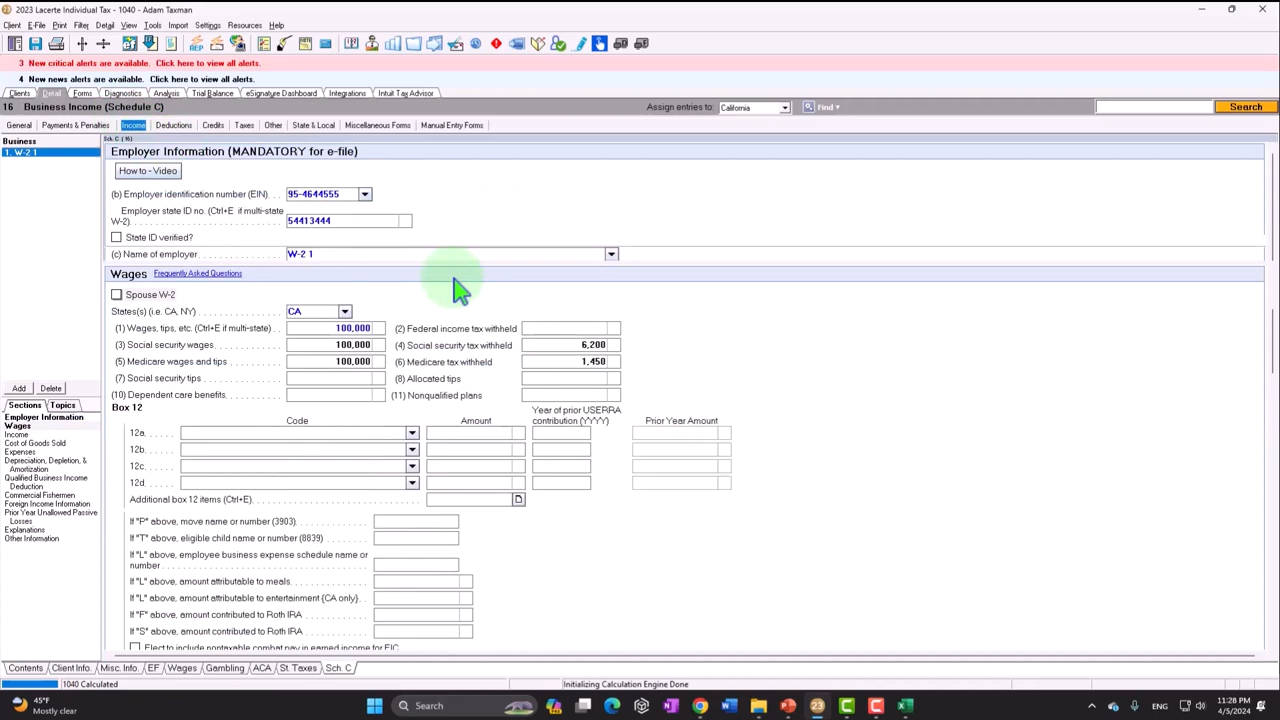 2023 Lacerte Individual Tax - 1040 - Adam Taxman
Client E-File Print Filter Detail View Tools Import Settings Resources Help
3 New critical alerts are available. Click here to view all alerts.
4 New news alerts are available. Click here to view all alerts.
Clients Detail Forms Diagnostics Analysis Trial Balance eSignature Dashboard Integrations Intuit Tax Advisor
16 Business Income (Schedule C) Assign entries to: California Find Search
General Payments & Penalties Income Deductions Credits Taxes Other State & Local Miscellaneous Forms Manual Entry Forms
Business
1. W-2 1
Add Delete
Sections Topics
Employer Information
Wages
Income
Cost of Goods Sold
Expenses
Depreciation, Depletion, &
Amortization
Qualified Business Income
Deduction
Commercial Fishermen
Foreign Income Information
Prior Year Unallowed Passive
Losses
Explanations
Other Information
Sch. C (16)
Employer Information (MANDATORY for e-file)
How to - Video
(b) Employer identification number (EIN). . . 95-4644555
Employer state ID no. (Ctrl+E if multi-state
W-2). . . . . . . . . . . . . . . . . . . . . . . . . . 54413444
State ID verified?
(c) Name of employer . . . . . . . . . . . . . . . W-2 1
Wages Frequently Asked Questions
Spouse W-2
States(s) (i.e. CA, NY) CA
(1) Wages, tips, etc. (Ctrl+E if multi-state) . . . 100,000 (2) Federal income tax withheld
(3) Social security wages. . . . . . . . . . . . . 100,000 (4) Social security tax withheld 6,200
(5) Medicare wages and tips . . . . . . . . . . . 100,000 (6) Medicare tax withheld 1,450
(7) Social security tips . . . . . . . . . . . . . . (8) Allocated tips
(10) Dependent care benefits. . . . . . . . . . . (11) Nonqualified plans
Box 12
Code Amount Year of prior USERRA contribution (YYYY) Prior Year Amount
12a. . . . . .
12b. . . . . .
12c. . . . . .
12d. . . . . .
Additional box 12 items (Ctrl+E). . . . . . . . . . . . . . . . . . . . . . .
If "P" above, move name or number (3903). . . . . . . . . . . . . .
If "T" above, eligible child name or number (8839) . . . . . . . . .
If "L" above, employee business expense schedule name or
number . . . . . . . . . . . . . . . . . . . . . . . . . . . . . . . . .
If "L" above, amount attributable to meals. . . . . . . . . . . . . . .
If "L" above, amount attributable to entertainment {CA only}. . .
If "F" above, amount contributed to Roth IRA . . . . . . . . . . . .
If "S" above, amount contributed to Roth IRA . . . . . . . . . . . .
Elect to include nontaxable combat pay in earned income for EIC
Contents Client Info. Misc. Info. EF Wages Gambling ACA St. Taxes Sch. C
1040 Calculated Initializing Calculation Engine Done
45°F
Mostly clear
Search
23
ENG
11:28 PM
4/5/2024